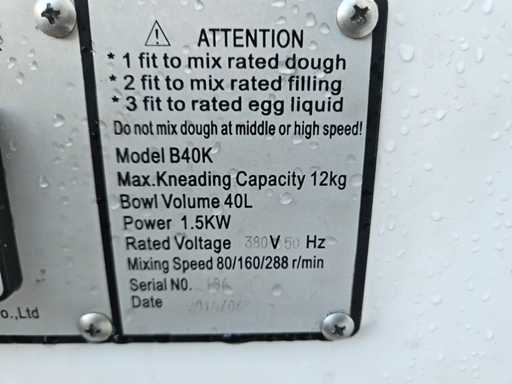 ATTENTION
* 1 fit to mix rated dough
* 2 fit to mix rated filling
* 3 fit to rated egg liquid
Do not mix dough at middle or high speed!
Model B40K
Max.Kneading Capacity 12kg
Bowl Volume 40L
Power 1.5KW
Rated Voltage 380V 50 Hz
Mixing Speed 80/160/288 r/min
Serial N0.
Date
o.,Ltd